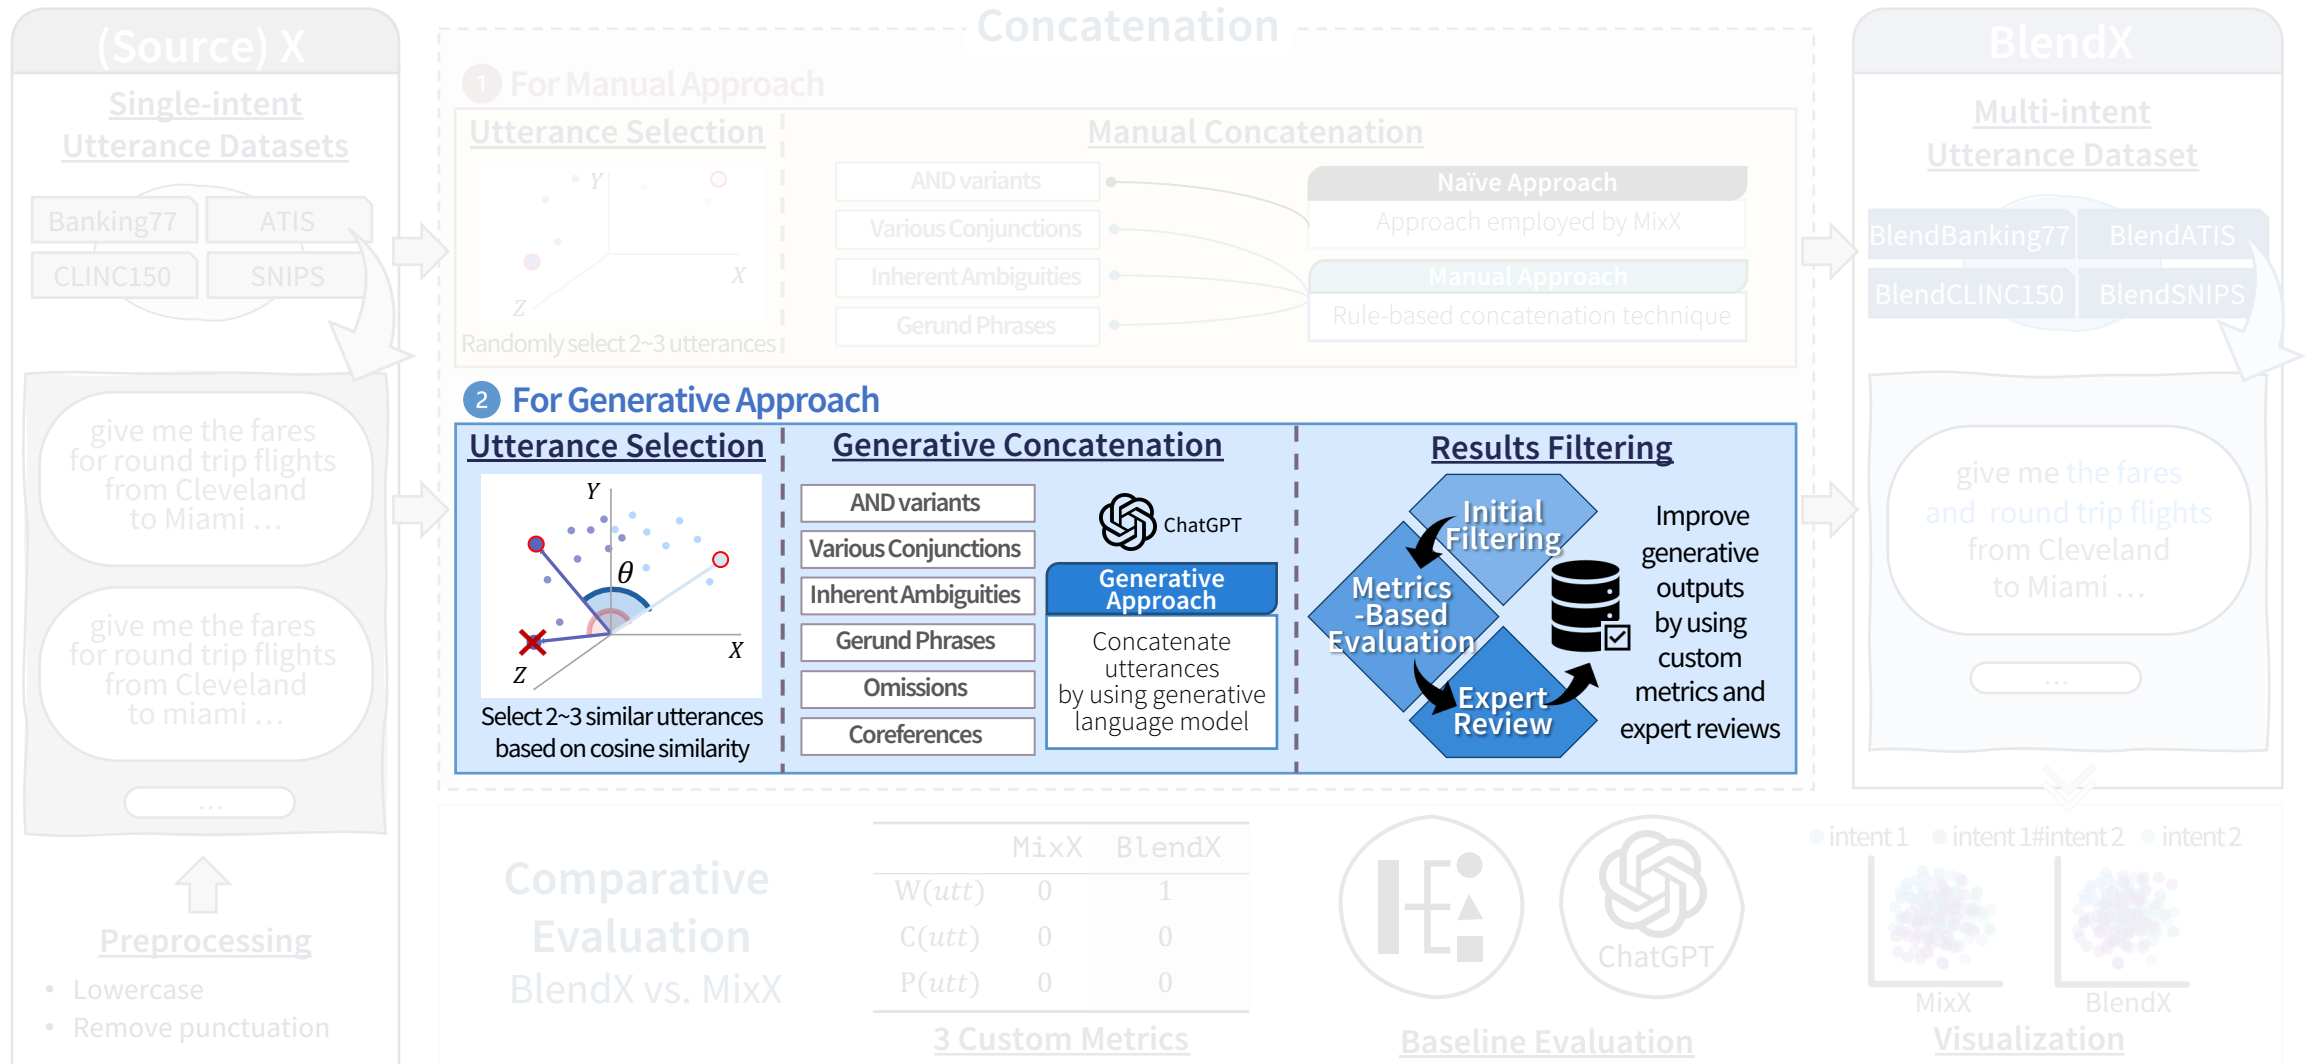 (Source) X
Single-intent
Utterance Datasets
Banking77
ATIS
CLINC150
SNIPS
give me the fares
for round trip flights
from Cleveland
to Miami ...
give me the fares
for round trip flights
from Cleveland
to miami ...
...
Preprocessing
• Lowercase
• Remove punctuation
Concatenation
1 For Manual Approach
Utterance Selection
Y
X
Z
Randomly select 2~3 utterances
Manual Concatenation
AND variants
Various Conjunctions
Inherent Ambiguities
Gerund Phrases
Naïve Approach
Approach employed by MixX
Manual Approach
Rule-based concatenation technique
2 For Generative Approach
Utterance Selection
Y
θ
X
Z
Select 2~3 similar utterances
based on cosine similarity
Generative Concatenation
AND variants
Various Conjunctions
Inherent Ambiguities
Gerund Phrases
Omissions
Coreferences
ChatGPT
Generative
Approach
Concatenate
utterances
by using generative
language model
Results Filtering
Initial
Filtering
Metrics
-Based
Evaluation
Expert
Review
Improve
generative
outputs
by using
custom
metrics and
expert reviews
BlendX
Multi-intent
Utterance Dataset
BlendBanking77
BlendATIS
BlendCLINC150
BlendSNIPS
give me the fares
and round trip flights
from Cleveland
to Miami ...
...
Comparative
Evaluation
BlendX vs. MixX
MixX BlendX
W(utt) 0 1
C(utt) 0 0
P(utt) 0 0
3 Custom Metrics
ChatGPT
Baseline Evaluation
intent 1 intent 1#intent 2 intent 2
MixX
BlendX
Visualization